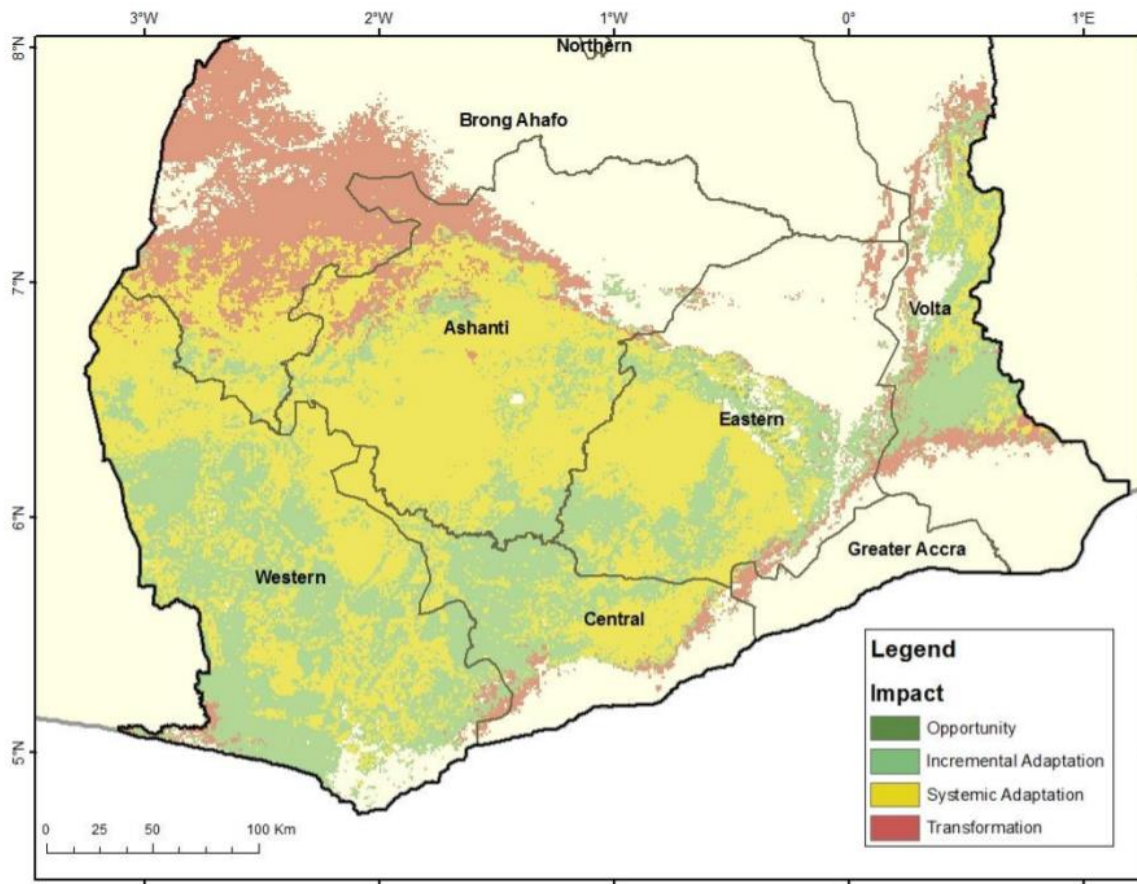 3°W 2°W 1°W 0° 1°E
8°N
Northern
Brong Ahafo
7°N
Volta
Ashanti
Eastern
6°N
Greater Accra
Western
Central
Legend
Impact
Opportunity
Incremental Adaptation
Systemic Adaptation
Transformation
5°N
0 25 50 100 Km